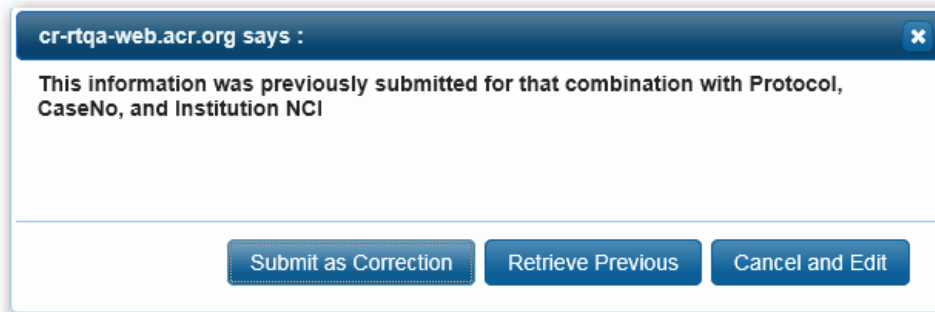 cr-rtqa-web.acr.org says :
This information was previously submitted for that combination with Protocol,
CaseNo, and Institution NCI
Submit as Correction
Retrieve Previous
Cancel and Edit